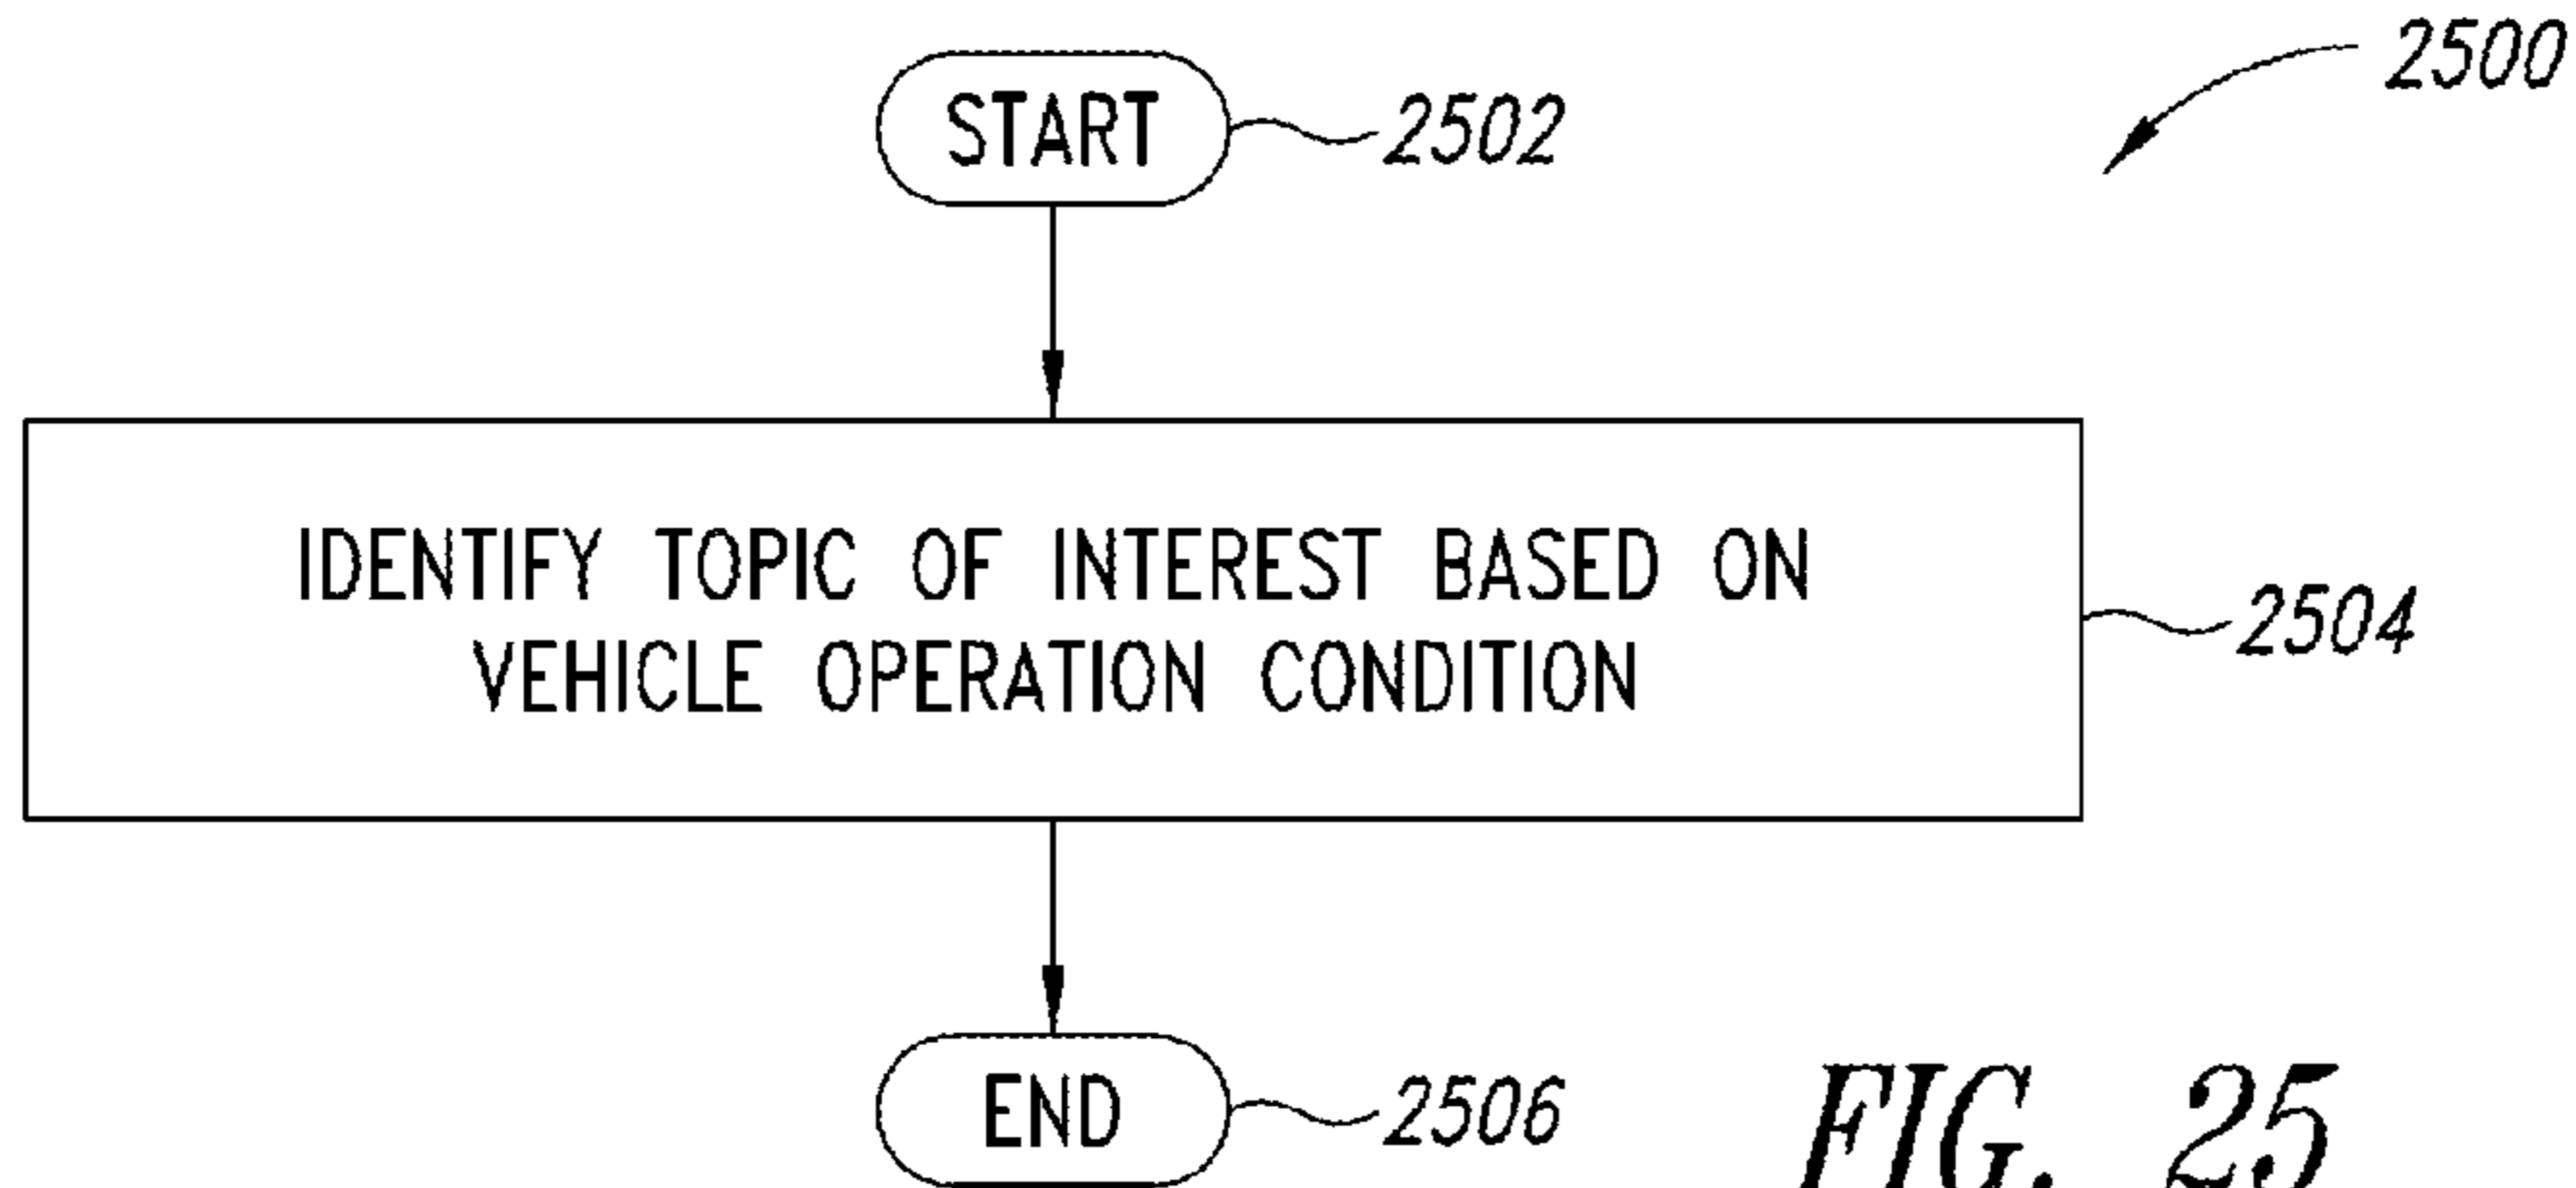 2500
START
2502
IDENTIFY TOPIC OF INTEREST BASED ON
VEHICLE OPERATION CONDITION
2504
END
2506
FIG. 25